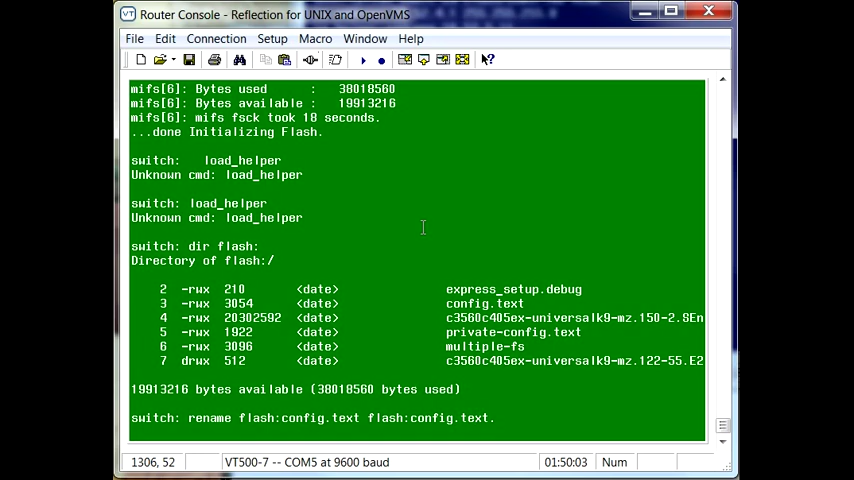 Router Console - Reflection for UNIX and OpenVMS
File Edit Connection Setup Macro Window Help
mifs[6]: Bytes used : 38018560
mifs[6]: Bytes available : 19913216
mifs[6]: mifs fsck took 18 seconds.
...done Initializing Flash.
switch: load_helper
Unknown cmd: load_helper
switch: load_helper
Unknown cmd: load_helper
switch: dir flash:
Directory of flash:/
2 -rwx 210 <date> express_setup.debug
3 -rwx 3054 <date> config.text
4 -rwx 20302592 <date> c3560c405ex-universalk9-mz.150-2.SEn
5 -rwx 1922 <date> private-config.text
6 -rwx 3096 <date> multiple-fs
7 drwx 512 <date> c3560c405ex-universalk9-mz.122-55.E2
19913216 bytes available (38018560 bytes used)
switch: rename flash:config.text flash:config.text.
1306, 52 VT500-7 -- COM5 at 9600 baud 01:50:03 Num